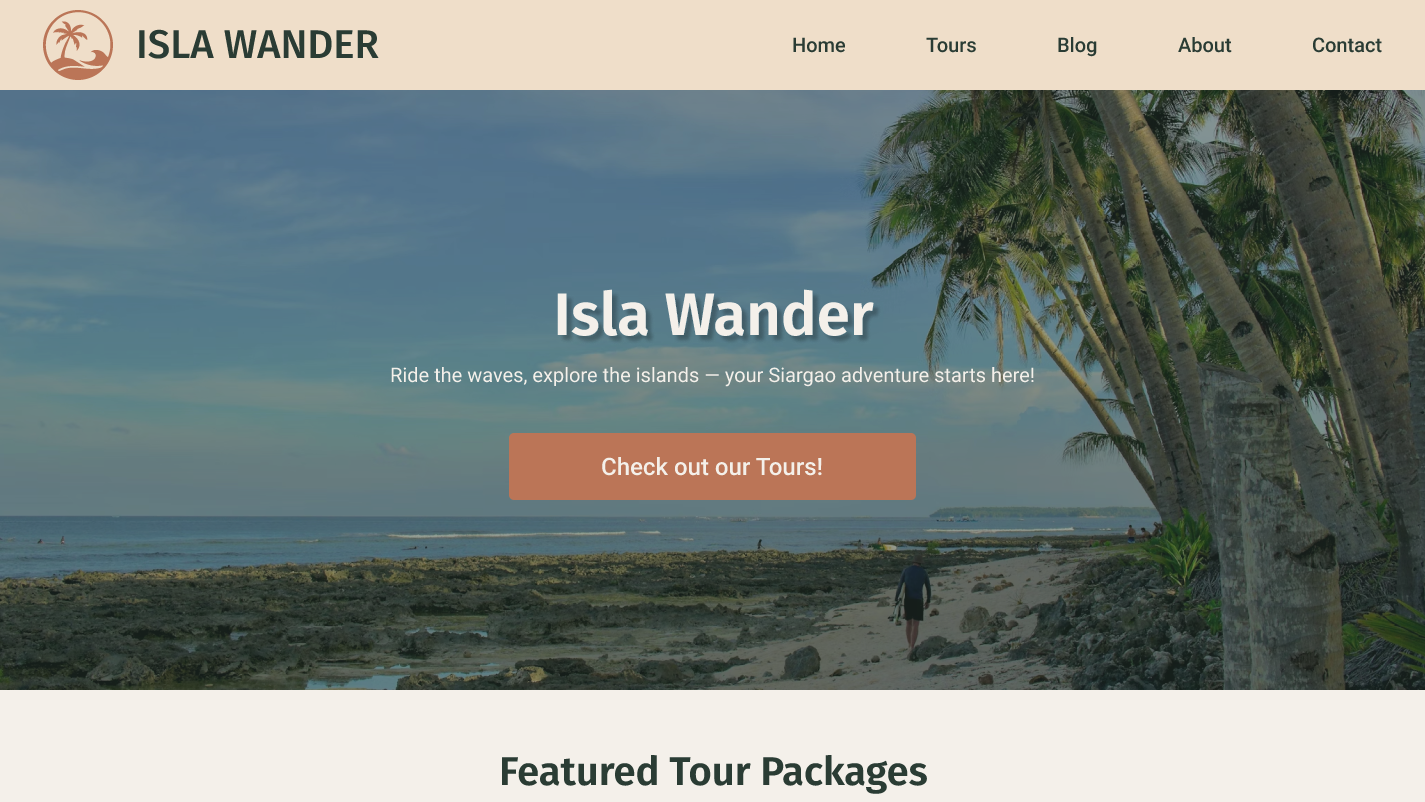 ISLA WANDER
Home Tours Blog About Contact
Isla Wander
Ride the waves, explore the islands — your Siargao adventure starts here!
Check out our Tours!
Featured Tour Packages